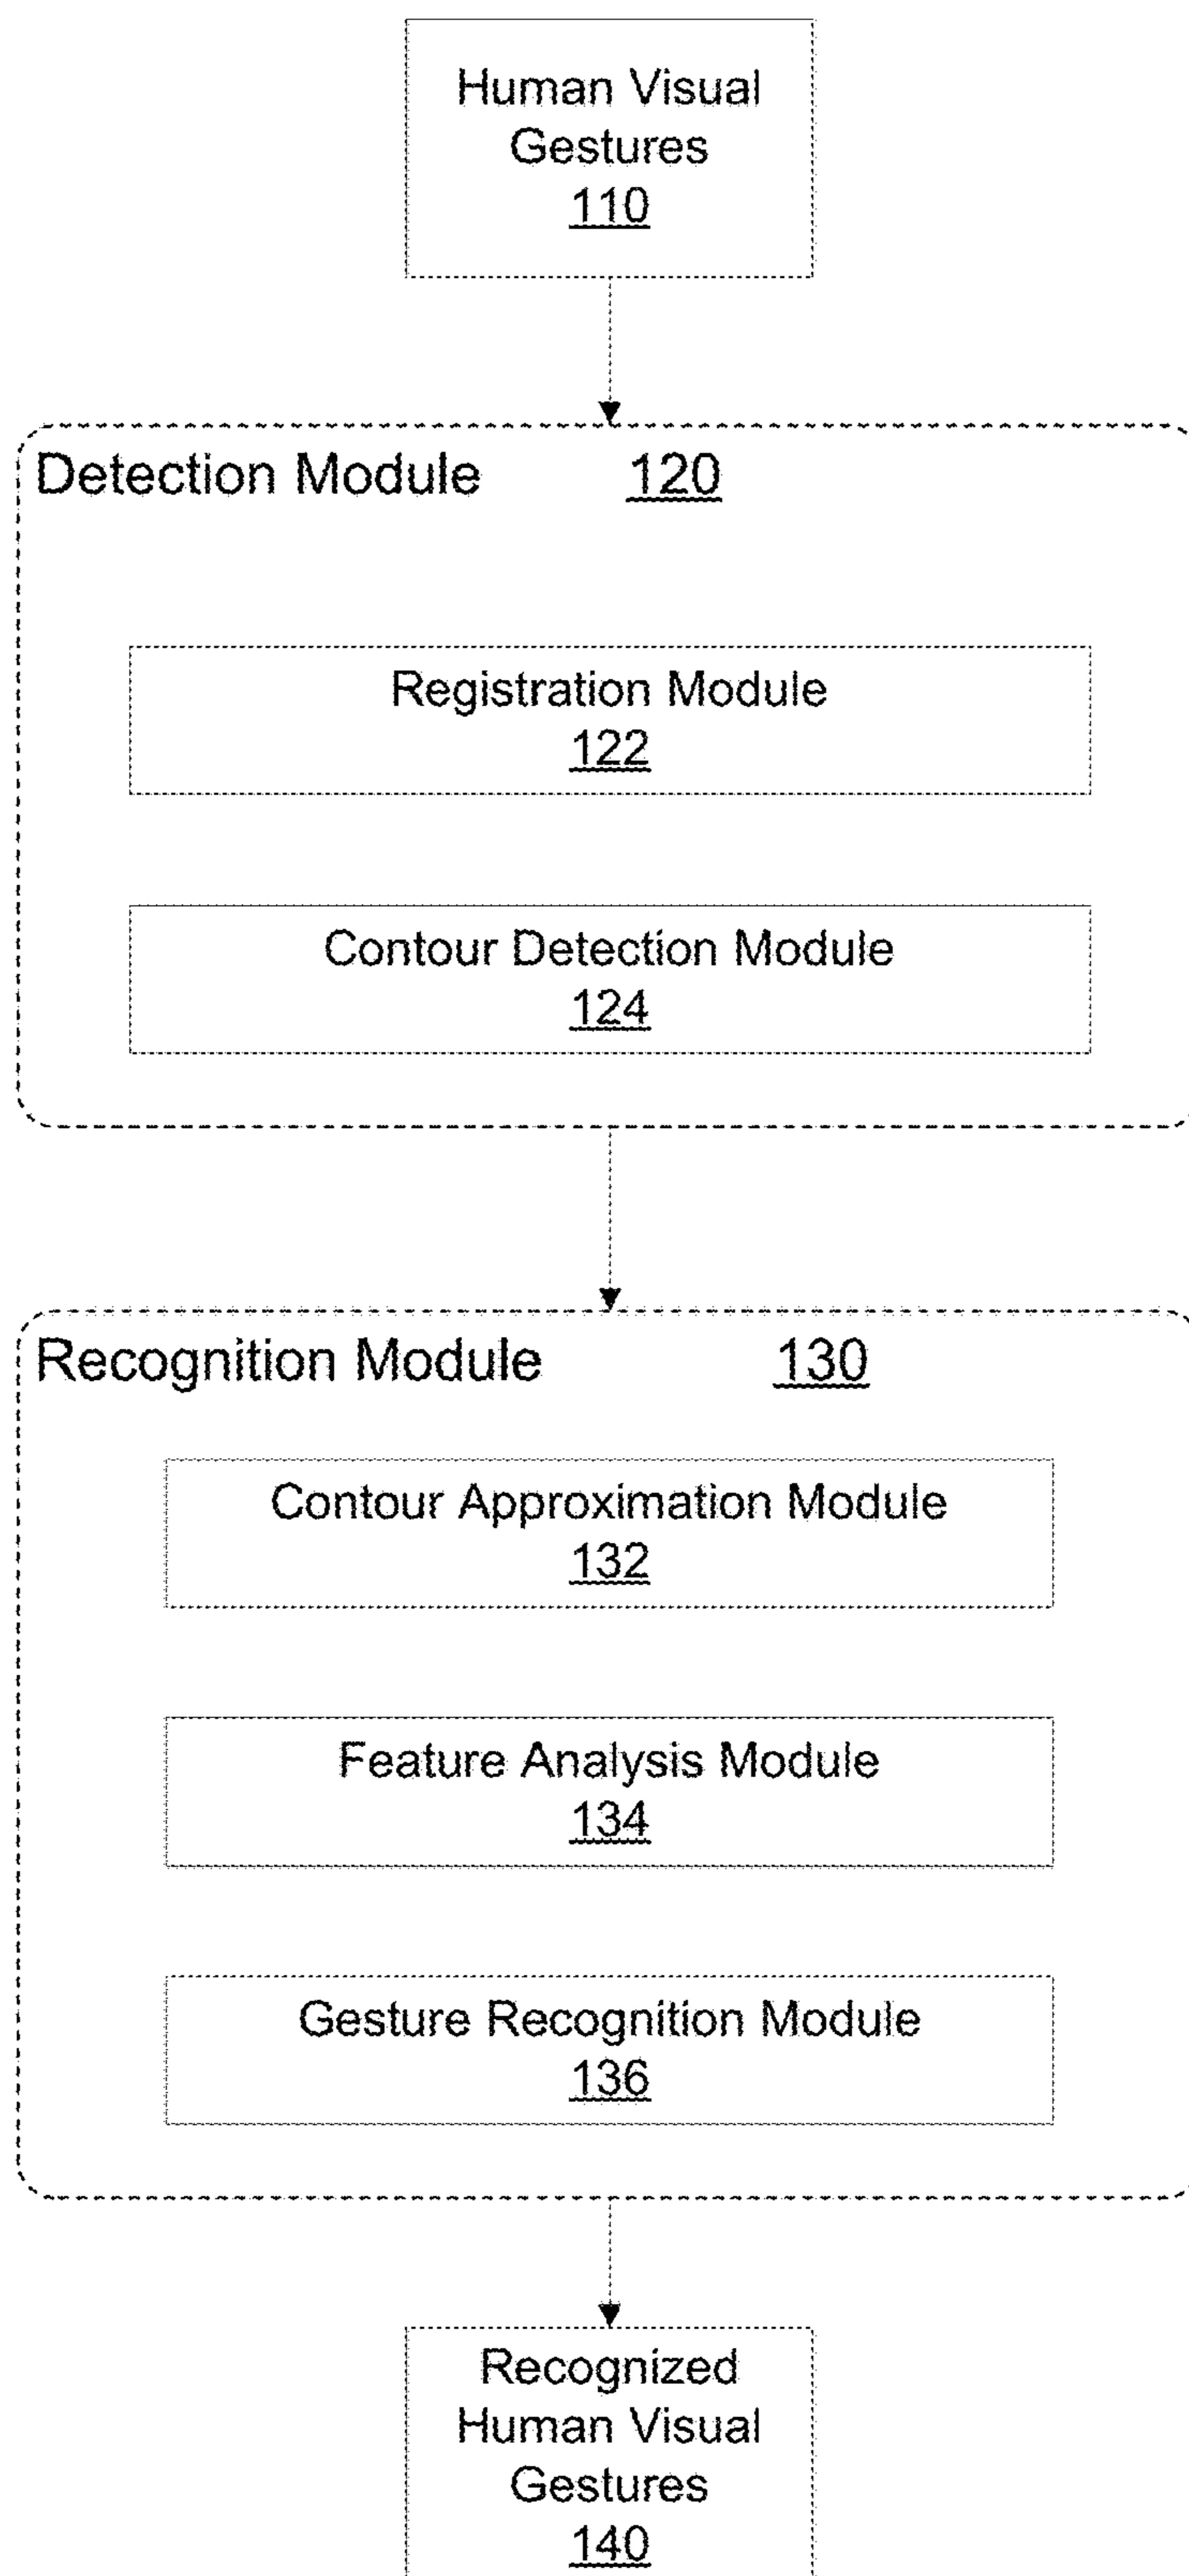 Human Visual
Gestures
110
Detection Module 120
Registration Module
122
Contour Detection Module
124
Recognition Module 130
Contour Approximation Module
132
Feature Analysis Module
134
Gesture Recognition Module
136
Recognized
Human Visual
Gestures
140